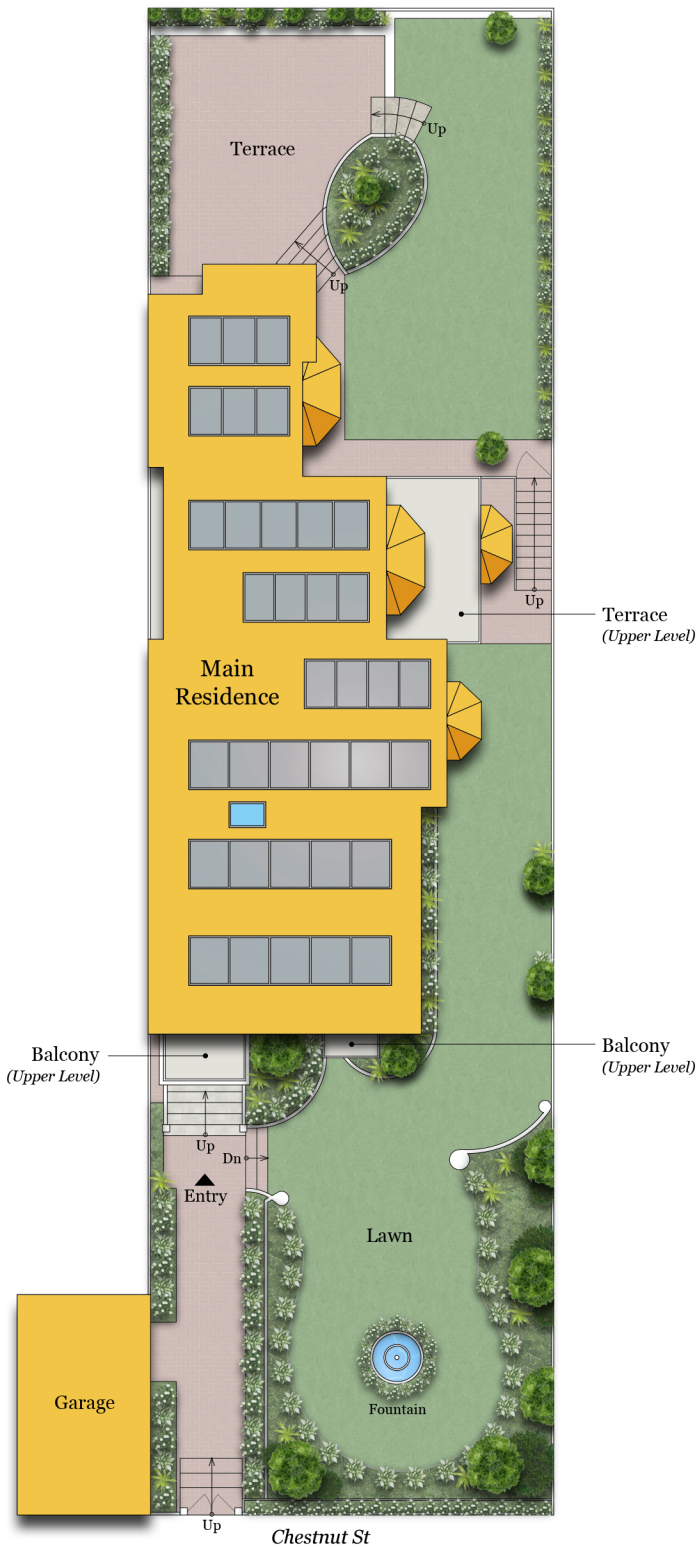 Up
Terrace
Up
Up
Terrace
(Upper Level)
Main
Residence
Balcony
(Upper Level)
Balcony
(Upper Level)
Up
Dn
Entry
Lawn
Garage
Fountain
Up
Chestnut St